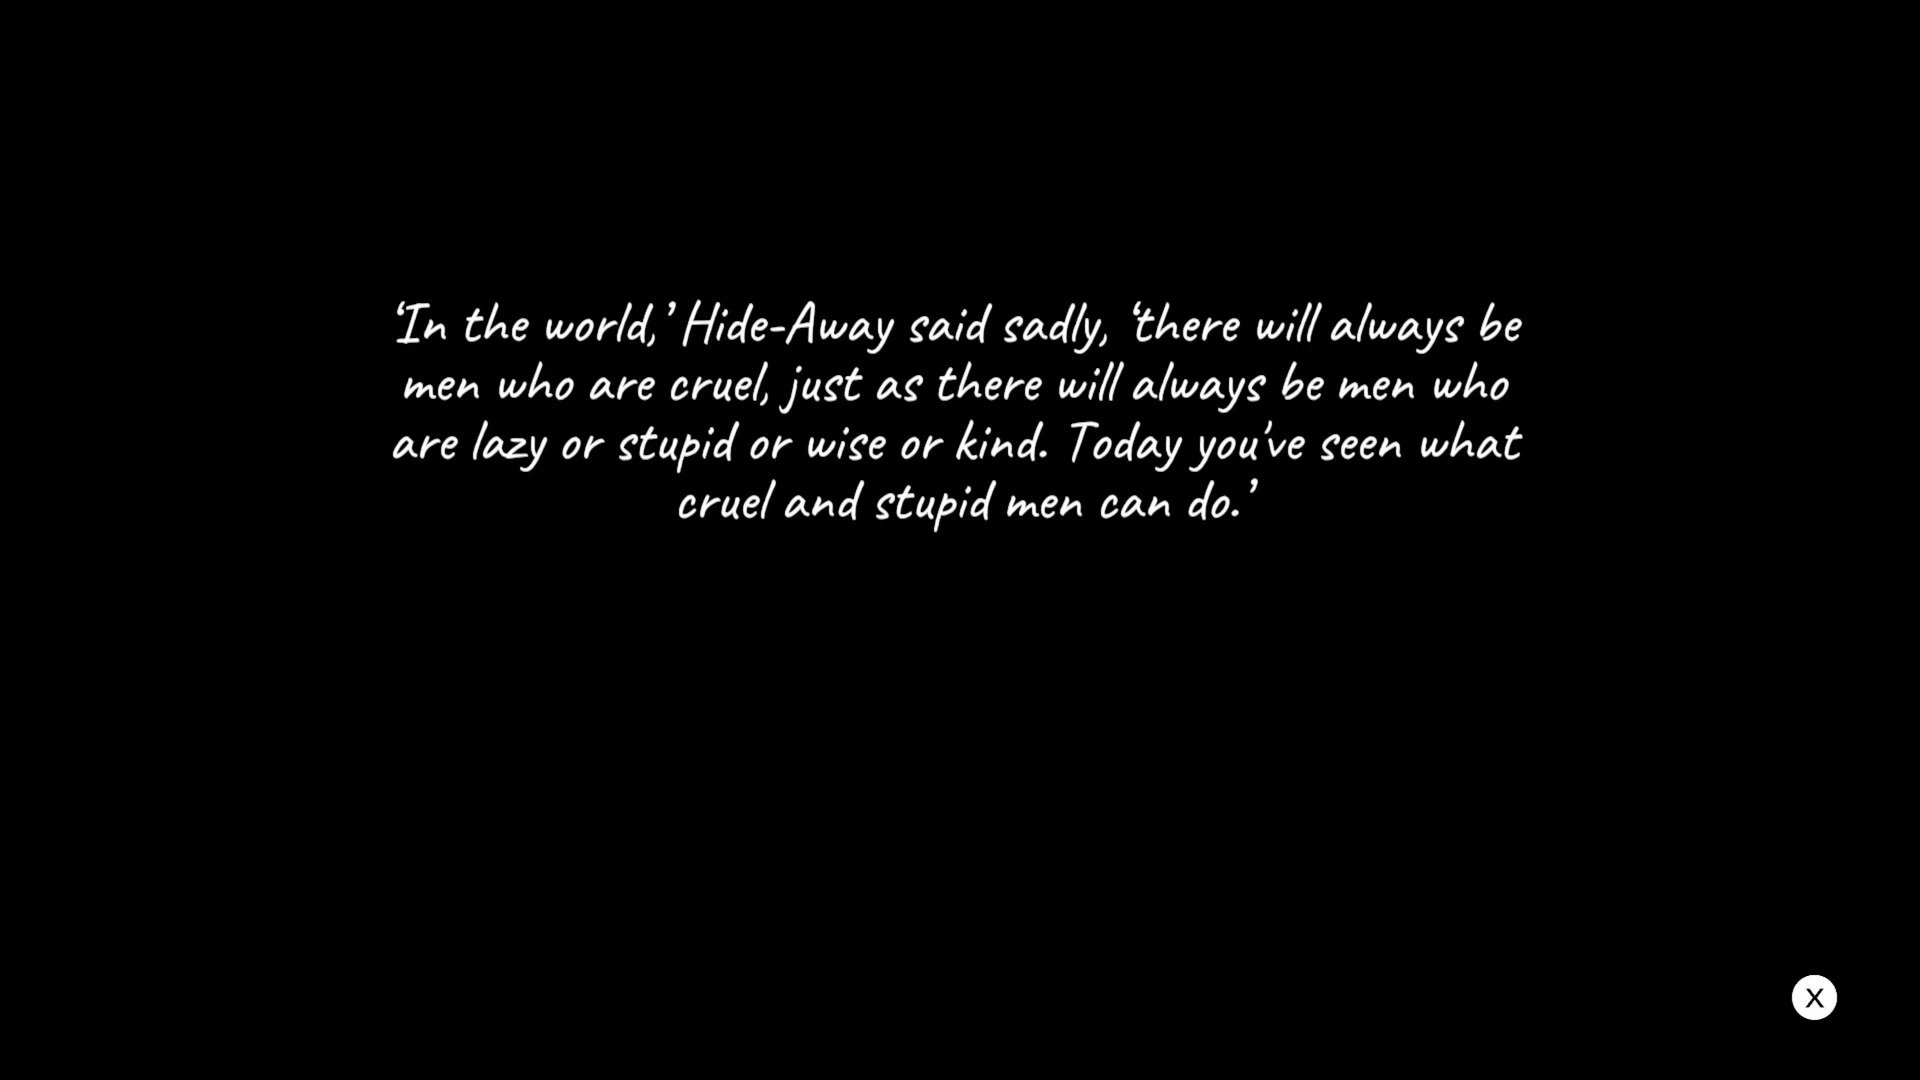 ‘In the world,’ Hide-Away said sadly, ‘there will always be
men who are cruel, just as there will always be men who
are lazy or stupid or wise or kind. Today you've seen what
cruel and stupid men can do.’
X